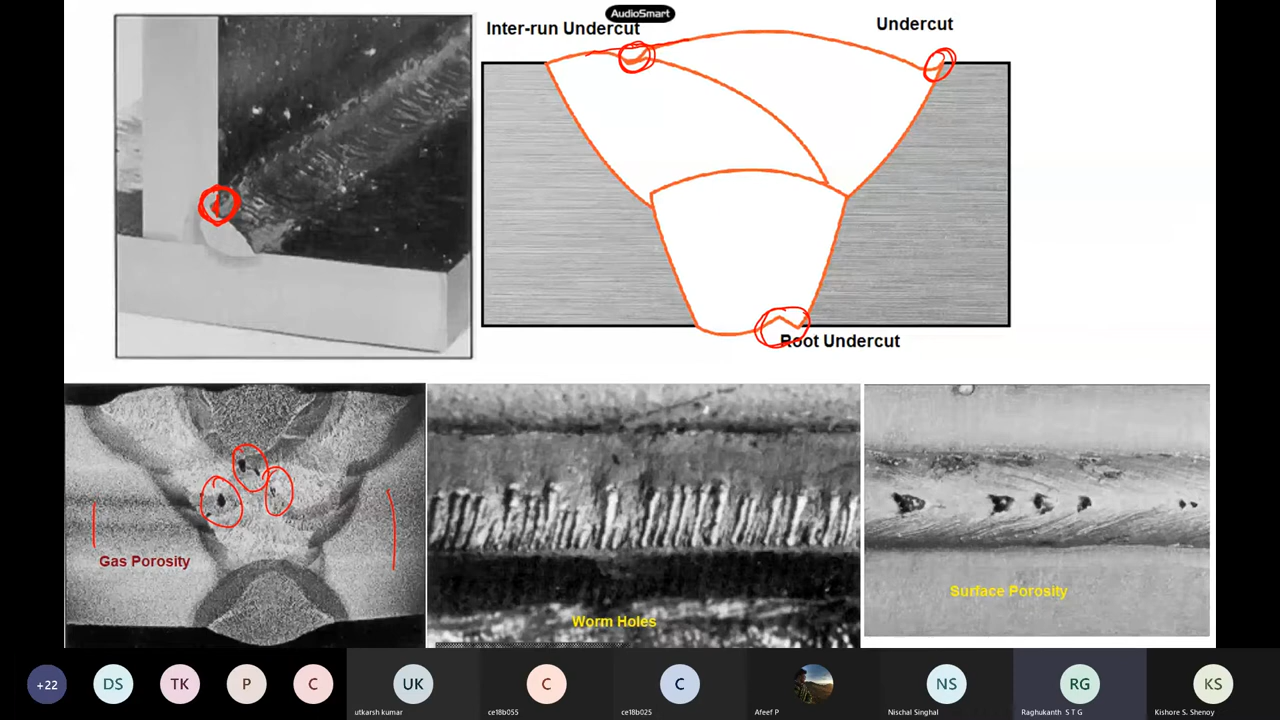 AudioSmart
Inter-run Undercut
Undercut
Root Undercut
Gas Porosity
Worm Holes
Surface Porosity
+22
DS
TK
P
C
UK
C
C
NS
RG
KS
utkarsh kumar
ce18b055
ce18b025
Afeef P
Nischal Singhal
Raghukanth S T G
Kishore S. Shenoy